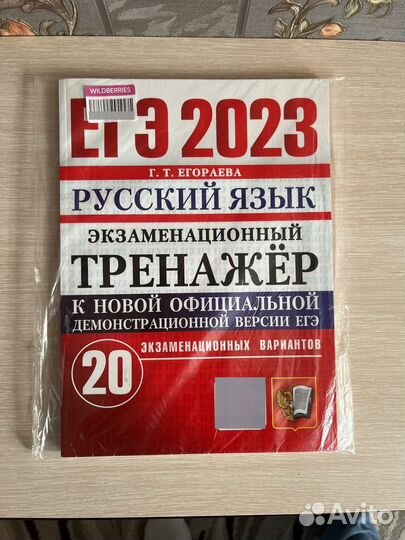 WILDBERRIES
ЕГЭ 2023
Г. Т. ЕГОРАЕВА
РУССКИЙ ЯЗЫК
ЭКЗАМЕНАЦИОННЫЙ
ТРЕНАЖЁР
К НОВОЙ ОФИЦИАЛЬНОЙ
ДЕМОНСТРАЦИОННОЙ ВЕРСИИ ЕГЭ
20 ЭКЗАМЕНАЦИОННЫХ ВАРИАНТОВ
Avito